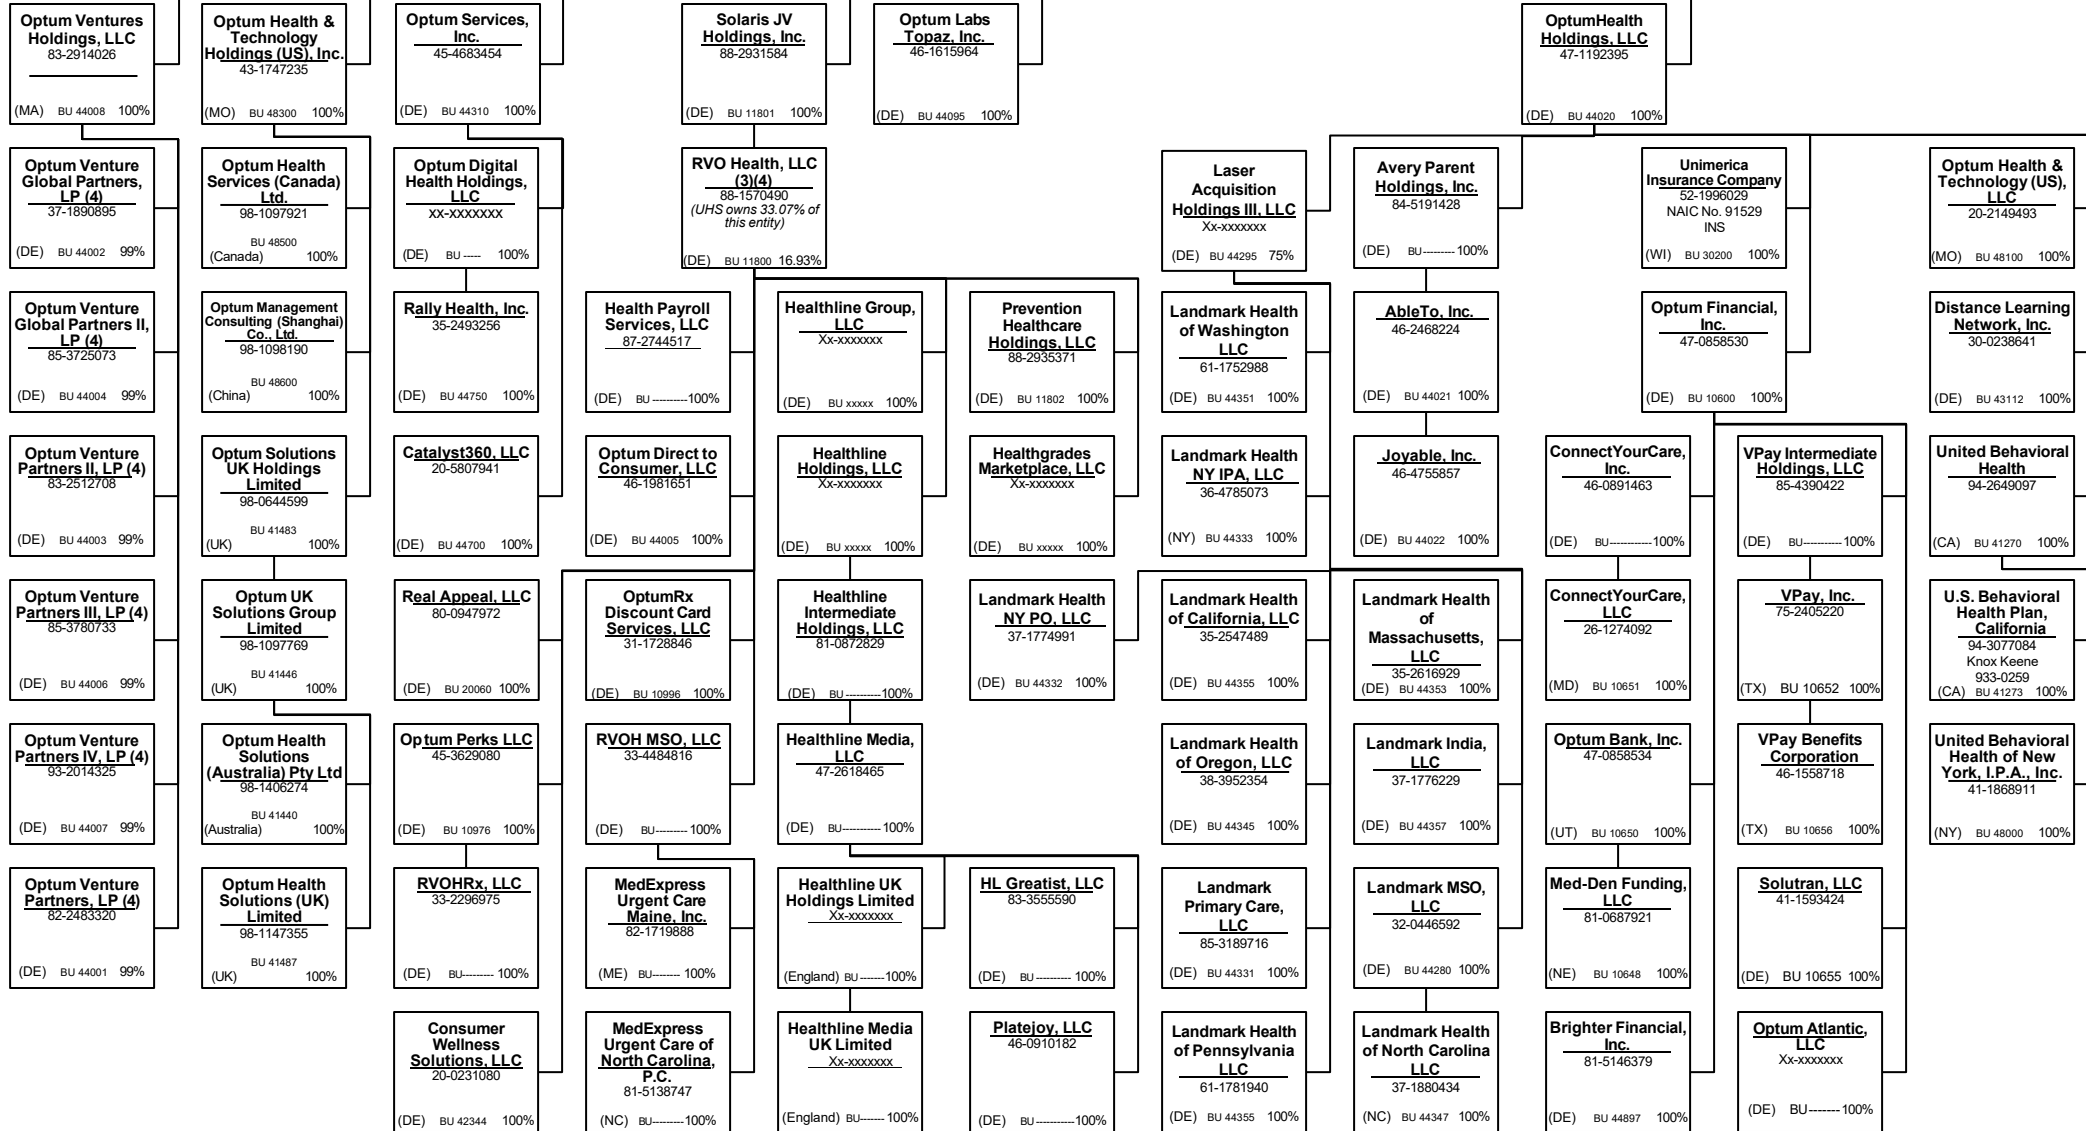 Optum Ventures
Holdings, LLC
83-2914026
(MA) BU 44008 100%
Optum Health &
Technology
Holdings (US), Inc.
43-1747235
(MO) BU 48300 100%
Optum Services,
Inc.
45-4683454
(DE) BU 44310 100%
Solaris JV
Holdings, Inc.
88-2931584
(DE) BU 11801 100%
Optum Labs
Topaz, Inc.
46-1615964
(DE) BU 44095 100%
OptumHealth
Holdings, LLC
47-1192395
(DE) BU 44020 100%
Optum Venture
Global Partners,
LP (4)
37-1890895
(DE) BU 44002 99%
Optum Health
Services (Canada)
Ltd.
98-1097921
BU 48500
(Canada) 100%
Optum Digital
Health Holdings,
LLC
xx-xxxxxxx
(DE) BU ----- 100%
RVO Health, LLC
(3)(4)
88-1570490
(UHS owns 33.07% of
this entity)
(DE) BU 11800 16.93%
Laser
Acquisition
Holdings III, LLC
Xx-xxxxxxx
(DE) BU 44295 75%
Avery Parent
Holdings, Inc.
84-5191428
(DE) BU--------- 100%
Unimerica
Insurance Company
52-1996029
NAIC No. 91529
INS
(WI) BU 30200 100%
Optum Health &
Technology (US),
LLC
20-2149493
(MO) BU 48100 100%
Optum Venture
Global Partners II,
LP (4)
85-3725073
(DE) BU 44004 99%
Optum Management
Consulting (Shanghai)
Co., Ltd.
98-1098190
BU 48600
(China) 100%
Rally Health, Inc.
35-2493256
(DE) BU 44750 100%
Health Payroll
Services, LLC
87-2744517
(DE) BU ----------100%
Healthline Group,
LLC
Xx-xxxxxxx
(DE) BU xxxxx 100%
Prevention
Healthcare
Holdings, LLC
88-2935371
(DE) BU 11802 100%
Landmark Health
of Washington
LLC
61-1752988
(DE) BU 44351 100%
AbleTo, Inc.
46-2468224
(DE) BU 44021 100%
Optum Financial,
Inc.
47-0858530
(DE) BU 10600 100%
Distance Learning
Network, Inc.
30-0238641
(DE) BU 43112 100%
Optum Venture
Partners II, LP (4)
83-2512708
(DE) BU 44003 99%
Optum Solutions
UK Holdings
Limited
98-0644599
BU 41483
(UK) 100%
Catalyst360, LLC
20-5807941
(DE) BU 44700 100%
Optum Direct to
Consumer, LLC
46-1981651
(DE) BU 44005 100%
Healthline
Holdings, LLC
Xx-xxxxxxx
(DE) BU xxxxx 100%
Healthgrades
Marketplace, LLC
Xx-xxxxxxx
(DE) BU xxxxx 100%
Landmark Health
NY IPA, LLC
36-4785073
(NY) BU 44333 100%
Joyable, Inc.
46-4755857
(DE) BU 44022 100%
ConnectYourCare,
Inc.
46-0891463
(DE) BU------------100%
VPay Intermediate
Holdings, LLC
85-4390422
(DE) BU-----------100%
United Behavioral
Health
94-2649097
(CA) BU 41270 100%
Optum Venture
Partners III, LP (4)
85-3780733
(DE) BU 44006 99%
Optum UK
Solutions Group
Limited
98-1097769
BU 41446
(UK) 100%
Real Appeal, LLC
80-0947972
(DE) BU 20060 100%
OptumRx
Discount Card
Services, LLC
31-1728846
(DE) BU 10996 100%
Healthline
Intermediate
Holdings, LLC
81-0872829
(DE) BU ----------100%
Landmark Health
NY PO, LLC
37-1774991
(DE) BU 44332 100%
Landmark Health
of California, LLC
35-2547489
(DE) BU 44355 100%
Landmark Health
of
Massachusetts,
LLC
35-2616929
(DE) BU 44353 100%
ConnectYourCare,
LLC
26-1274092
(MD) BU 10651 100%
VPay, Inc.
75-2405220
(TX) BU 10652 100%
U.S. Behavioral
Health Plan,
California
94-3077084
Knox Keene
933-0259
(CA) BU 41273 100%
Optum Venture
Partners IV, LP (4)
93-2014325
(DE) BU 44007 99%
Optum Health
Solutions
(Australia) Pty Ltd
98-1406274
BU 41440
(Australia) 100%
Optum Perks LLC
45-3629080
(DE) BU 10976 100%
RVOH MSO, LLC
33-4484816
(DE) BU--------- 100%
Healthline Media,
LLC
47-2618465
(DE) BU----------- 100%
Landmark Health
of Oregon, LLC
38-3952354
(DE) BU 44345 100%
Landmark India,
LLC
37-1776229
(DE) BU 44357 100%
Optum Bank, Inc.
47-0858534
(UT) BU 10650 100%
VPay Benefits
Corporation
46-1558718
(TX) BU 10656 100%
United Behavioral
Health of New
York, I.P.A., Inc.
41-1868911
(NY) BU 48000 100%
Optum Venture
Partners, LP (4)
82-2483320
(DE) BU 44001 99%
Optum Health
Solutions (UK)
Limited
98-1147355
BU 41487
(UK) 100%
RVOHRx, LLC
33-2296975
(DE) BU--------- 100%
MedExpress
Urgent Care
Maine, Inc.
82-1719888
(ME) BU-------- 100%
Healthline UK
Holdings Limited
Xx-xxxxxxx
(England) BU -------100%
HL Greatist, LLC
83-3555590
(DE) BU ---------- 100%
Landmark
Primary Care,
LLC
85-3189716
(DE) BU 44331 100%
Landmark MSO,
LLC
32-0446592
(DE) BU 44280 100%
Med-Den Funding,
LLC
81-0687921
(NE) BU 10648 100%
Solutran, LLC
41-1593424
(DE) BU 10655 100%
Consumer
Wellness
Solutions, LLC
20-0231080
(DE) BU 42344 100%
MedExpress
Urgent Care of
North Carolina,
P.C.
81-5138747
(NC) BU---------100%
Healthline Media
UK Limited
Xx-xxxxxxx
(England) BU------- 100%
Platejoy, LLC
46-0910182
(DE) BU-----------100%
Landmark Health
of Pennsylvania
LLC
61-1781940
(DE) BU 44355 100%
Landmark Health
of North Carolina
LLC
37-1880434
(NC) BU 44347 100%
Brighter Financial,
Inc.
81-5146379
(DE) BU 44897 100%
Optum Atlantic,
LLC
Xx-xxxxxxx
(DE) BU-------100%